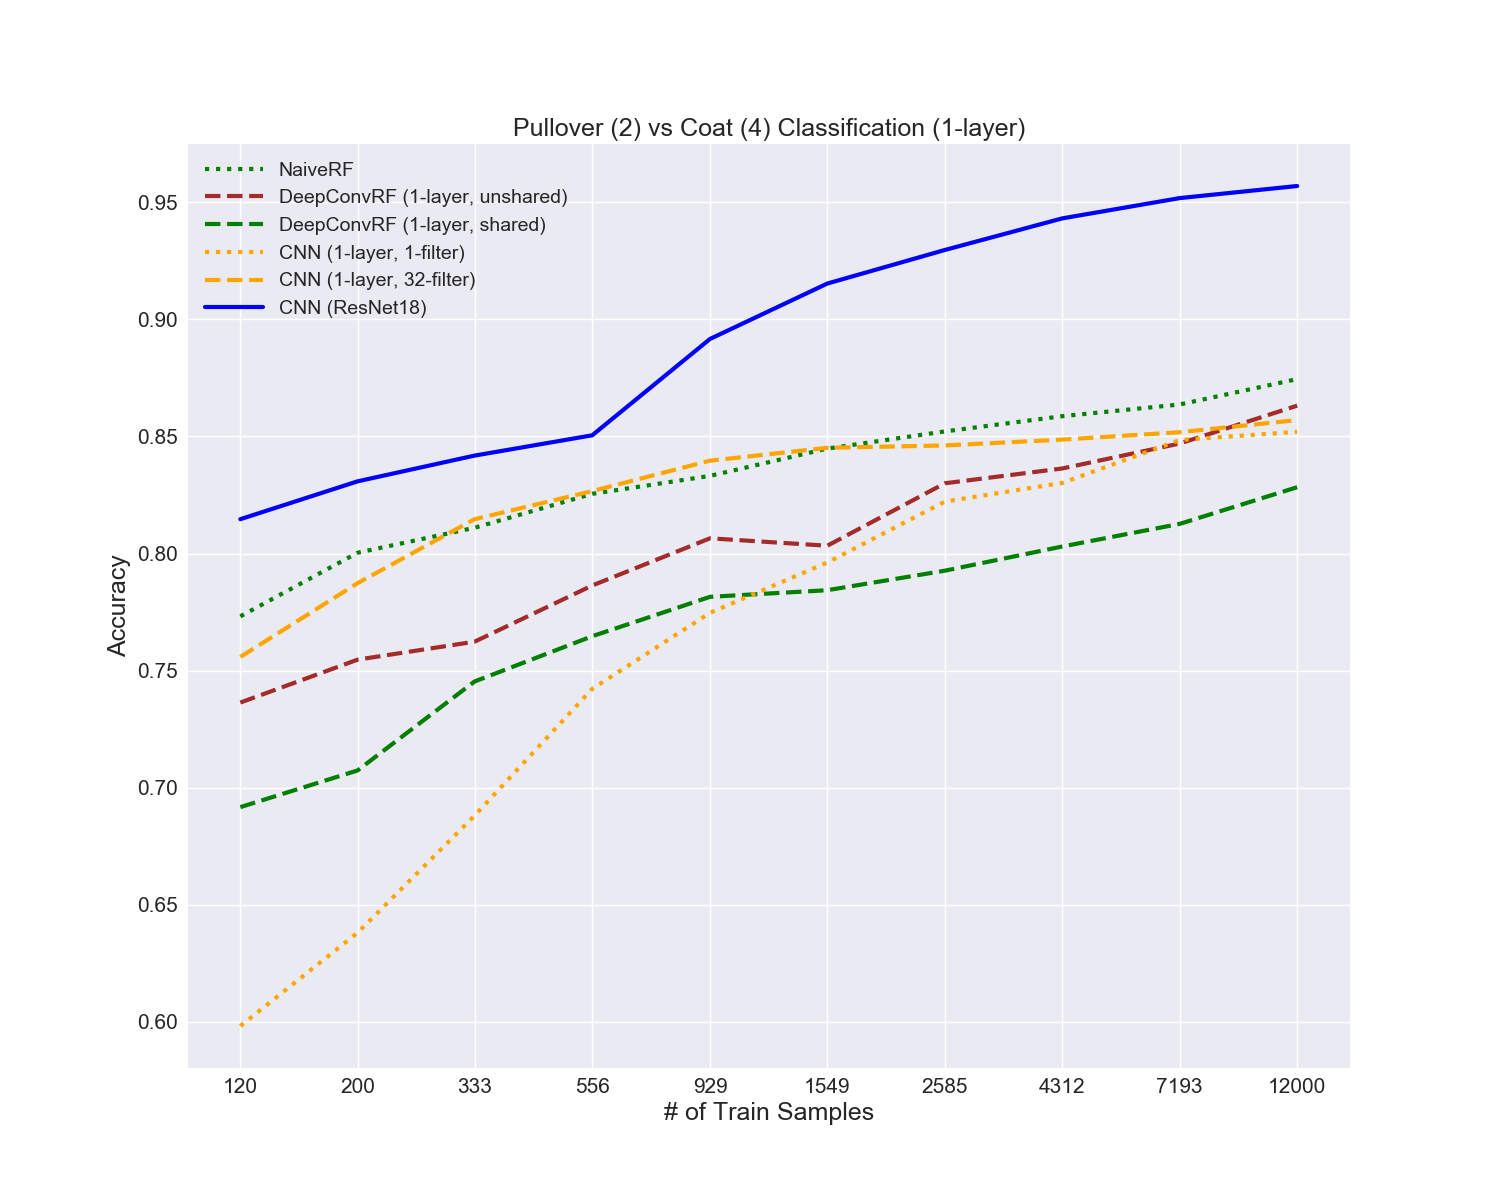 Pullover (2) vs Coat (4) Classification (1-layer)
NaiveRF
DeepConvRF (1-layer, unshared)
DeepConvRF (1-layer, shared)
CNN (1-layer, 1-filter)
CNN (1-layer, 32-filter)
CNN (ResNet18)
0.95
0.90
0.85
0.80
0.75
0.70
0.65
0.60
Accuracy
120 200 333 556 929 1549 2585 4312 7193 12000
# of Train Samples